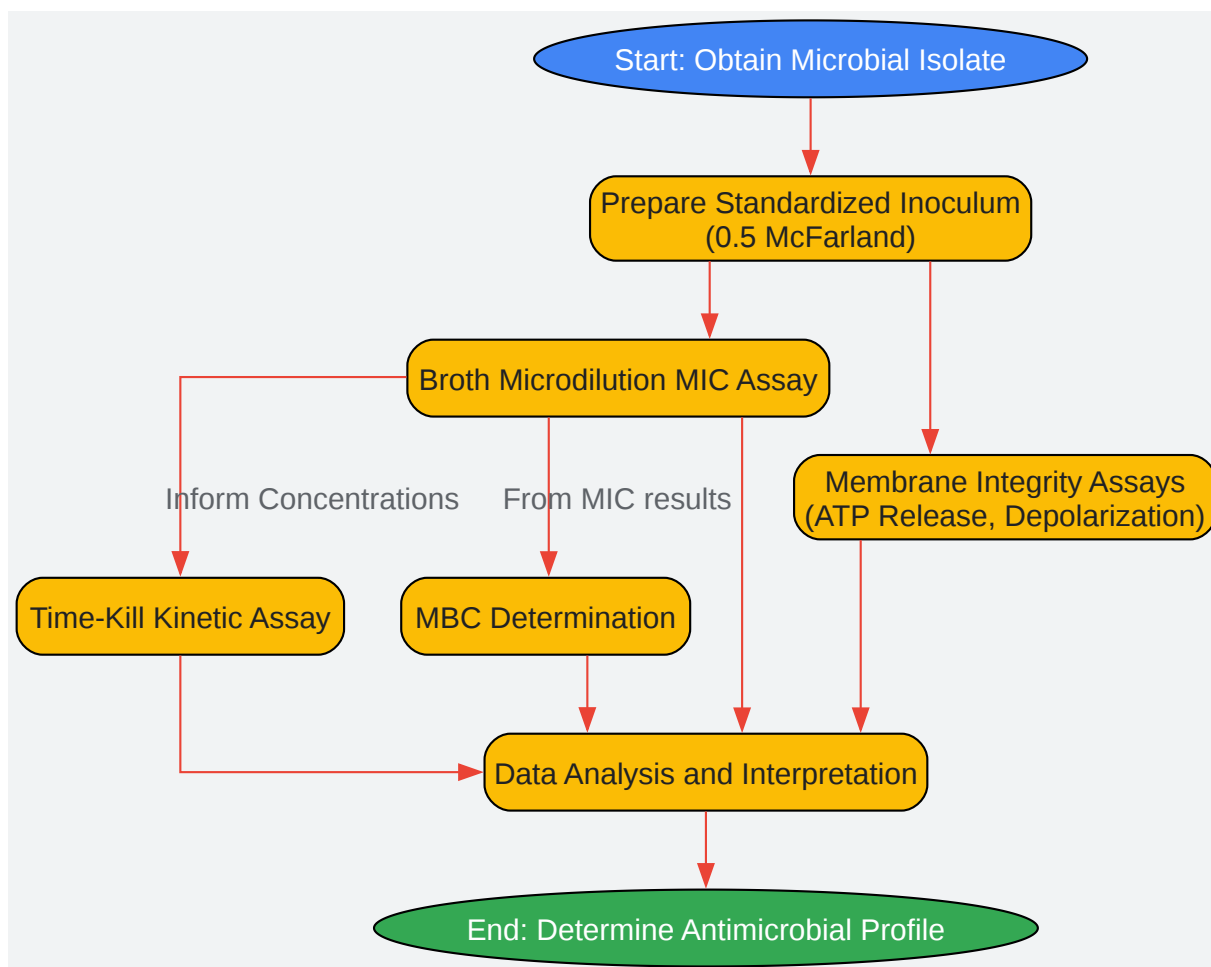 Start: Obtain Microbial Isolate
Prepare Standardized Inoculum
(0.5 McFarland)
Broth Microdilution MIC Assay
Inform Concentrations
From MIC results
Membrane Integrity Assays
(ATP Release, Depolarization)
Time-Kill Kinetic Assay
MBC Determination
Data Analysis and Interpretation
End: Determine Antimicrobial Profile